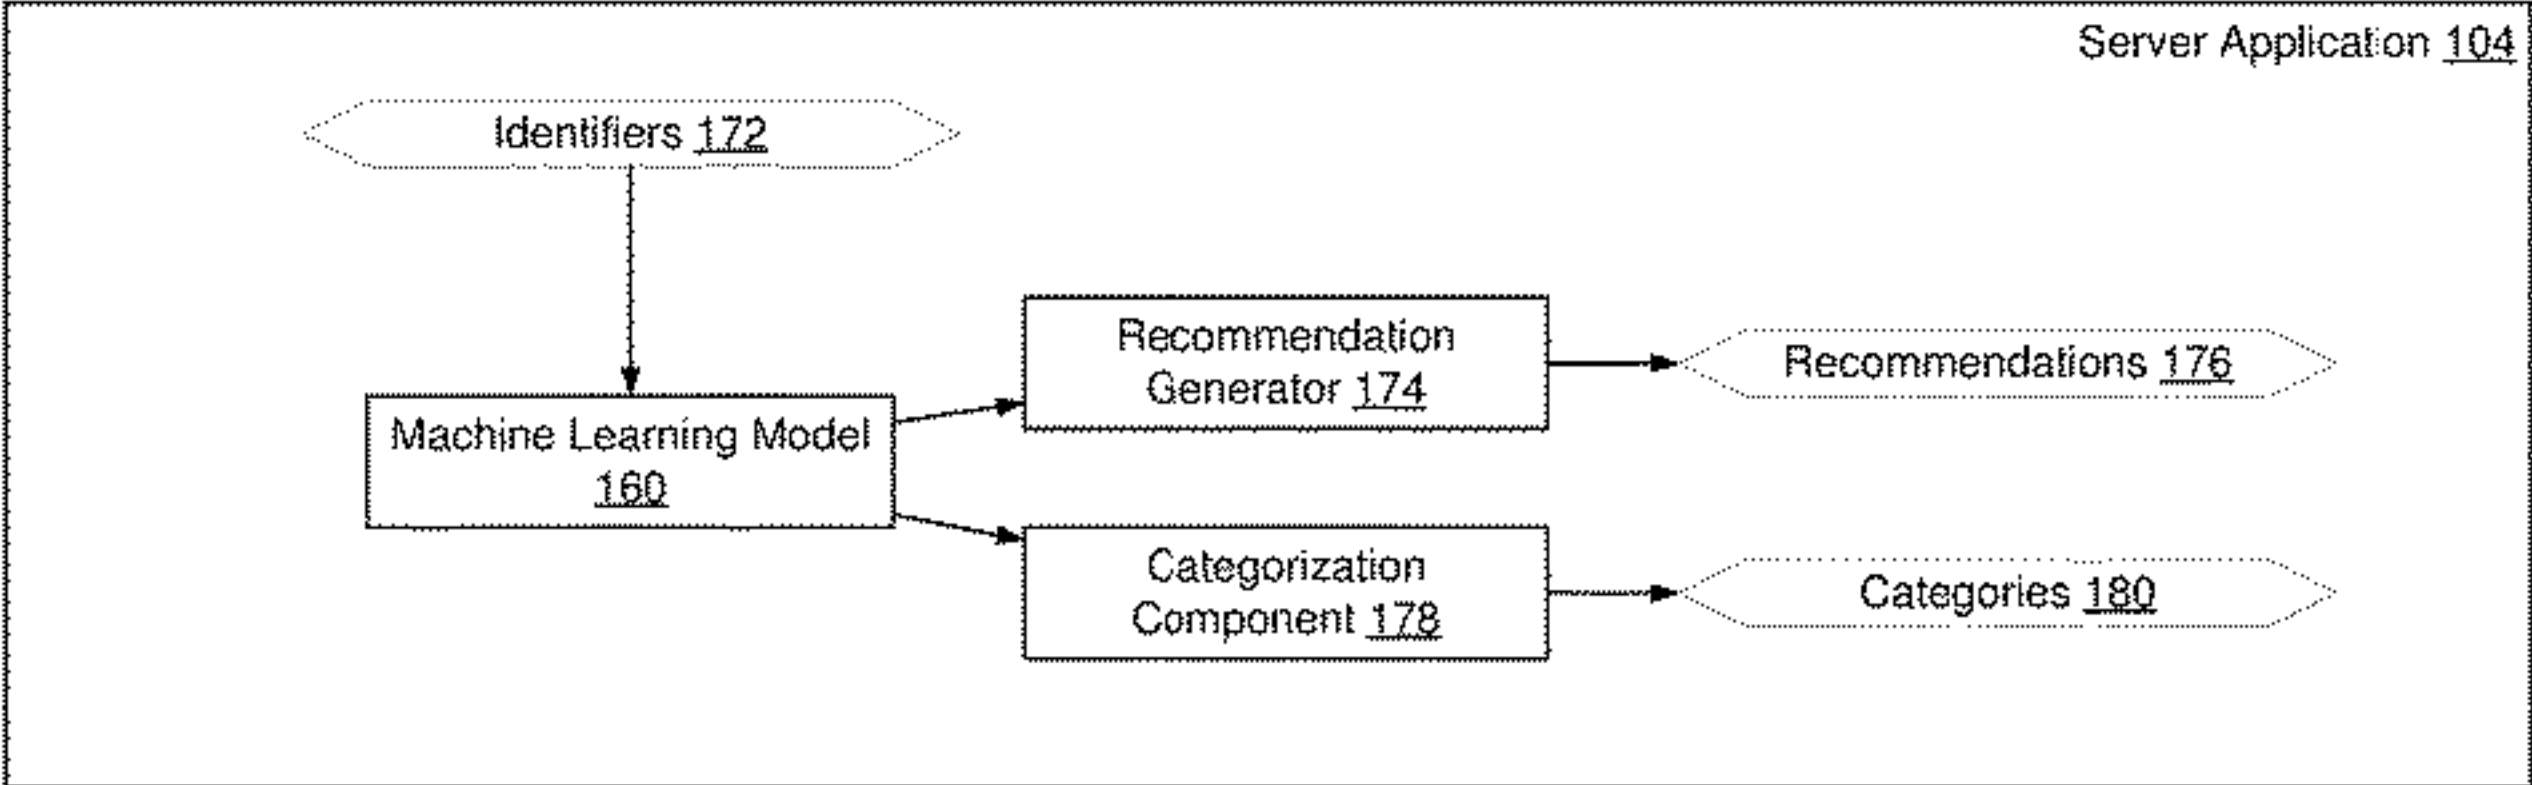 Server Application 104
Identifiers 172
Recommendation
Generator 174
Recommendations 176
Machine Learning Model
160
Categorization
Component 178
Categories 180